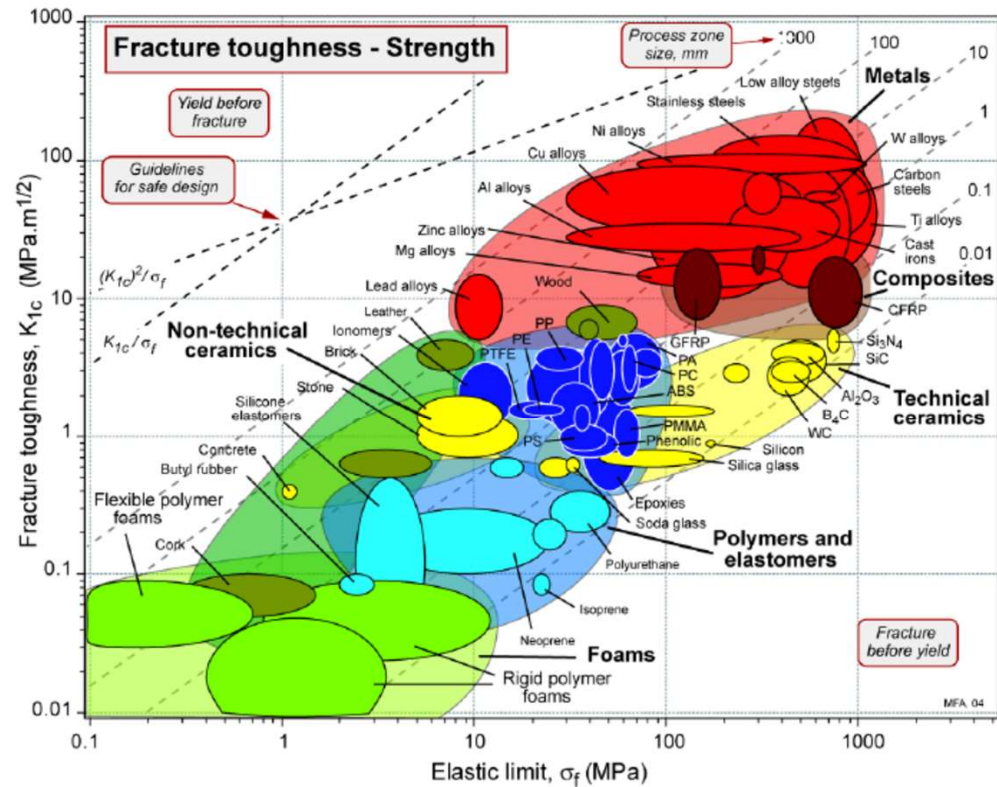 1000
Fracture toughness - Strength
Process zone
size, mm
1000
100
10
Metals
Low alloy steels
Stainless steels
Yield before
fracture
1
Ni alloys
W alloys
100
Cu alloys
Guidelines
for safe design
Carbon
steels
Al alloys
0.1
Zinc alloys
Ti alloys
Mg alloys
Cast
irons
0.01
(K1c)²/σf
Composites
Lead alloys
Wood
10
CFRP
Leather
Non-technical
ceramics
Ionomers
PP
PE
GFRP
K1c/σf
Brick
PTFE
PA
Si3N4
PC
SiC
Stone
ABS
Al2O3
Technical
ceramics
Silicone
elastomers
B4C
WC
1
PMMA
PS
Phenolic
Silicon
Concrete
Silica glass
Butyl rubber
Epoxies
Flexible polymer
foams
Soda glass
Polymers and
elastomers
Cork
Polyurethane
0.1
Isoprene
Neoprene
Foams
Fracture
before yield
Rigid polymer
foams
0.01
MFA, 04
0.1
1
10
100
1000
Elastic limit, σf (MPa)
Fracture toughness, K1c (MPa.m1/2)